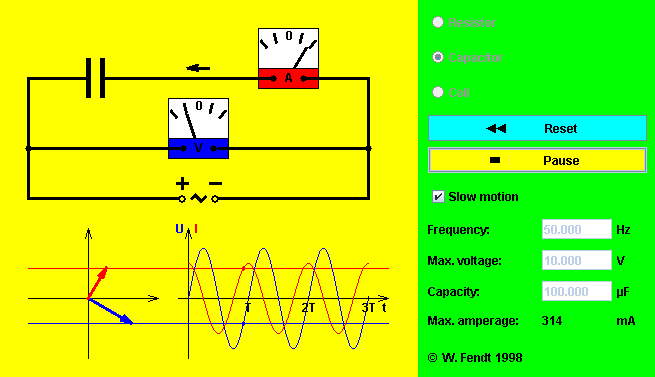 0
A
0
V
+ −
U I
T 2T 3T t
Resistor
Capacitor
Coil
Reset
Pause
Slow motion
Frequency: 50.000 Hz
Max. voltage: 10.000 V
Capacity: 100.000 µF
Max. amperage: 314 mA
© W. Fendt 1998